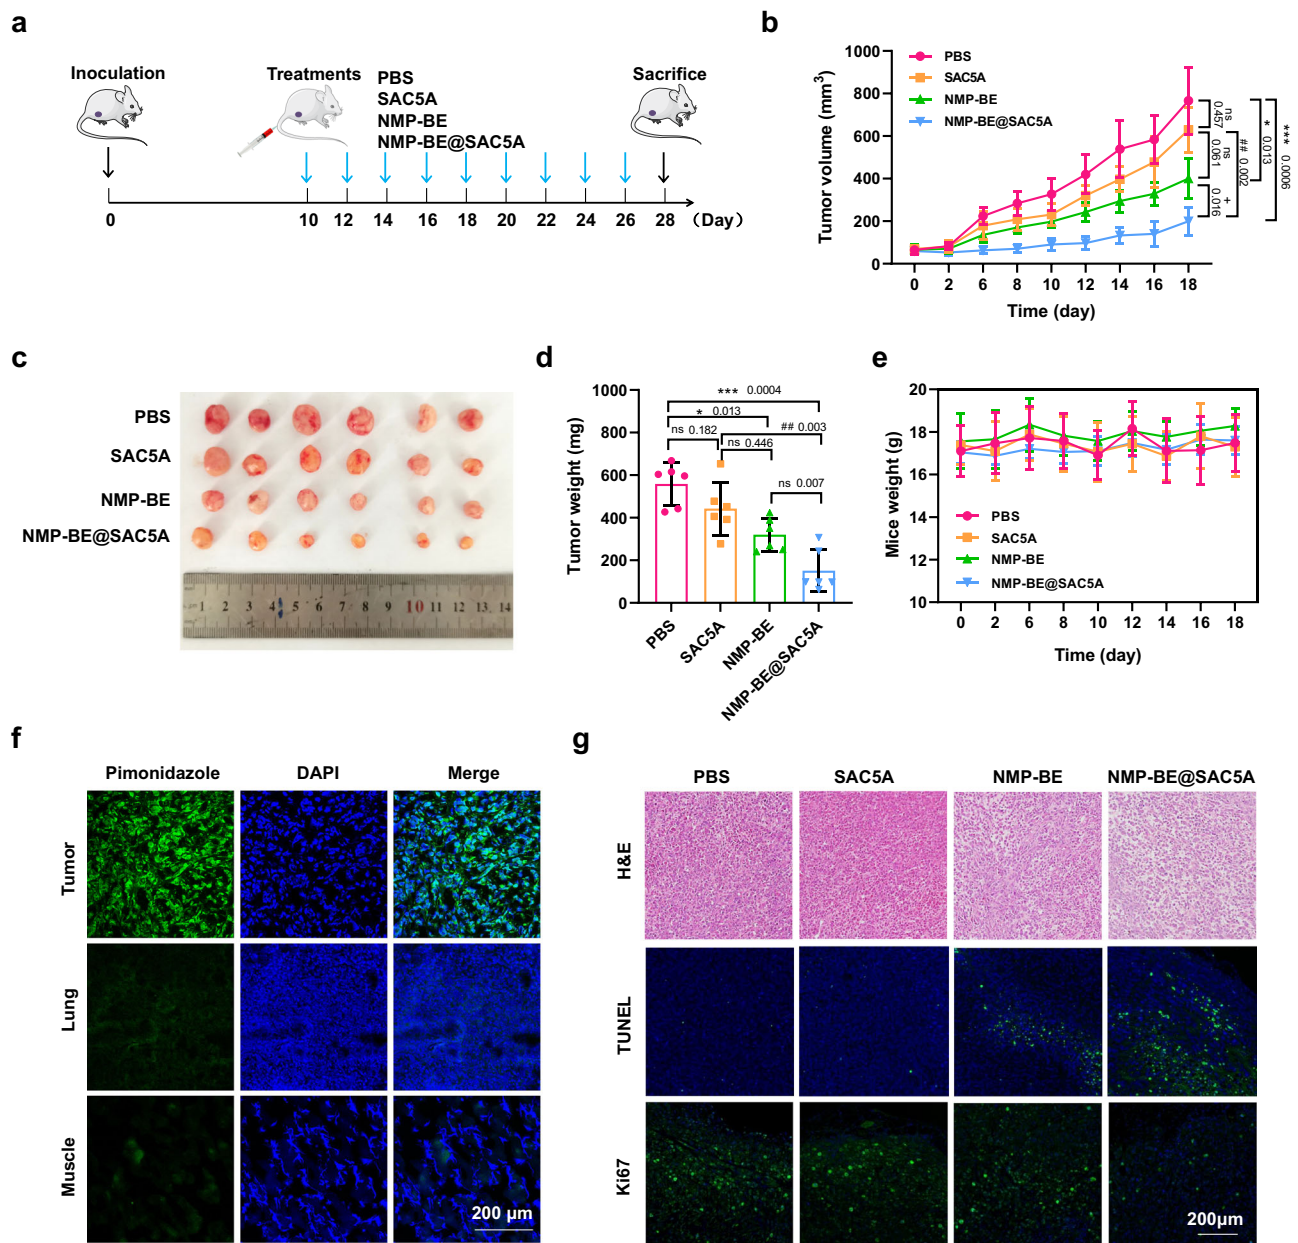 a
Inoculation
Treatments
PBS
SAC5A
NMP-BE
NMP-BE@SAC5A
Sacrifice
0
10
12
14
16
18
20
22
24
26
28
(Day)
b
Tumor volume (mm³)
1000
800
600
400
200
0
PBS
SAC5A
NMP-BE
NMP-BE@SAC5A
0 2 6 8 10 12 14 16 18
Time (day)
ns
0.457
ns
0.061
+
0.016
## 0.002
* 0.013
*** 0.0006
c
PBS
SAC5A
NMP-BE
NMP-BE@SAC5A
1 2 3 4 5 6 7 8 9 10 11 12 13 14
d
Tumor weight (mg)
1000
800
600
400
200
0
*** 0.0004
* 0.013
ns 0.182
## 0.003
ns 0.446
ns 0.007
PBS
SAC5A
NMP-BE
NMP-BE@SAC5A
e
Mice weight (g)
20
18
16
14
12
10
PBS
SAC5A
NMP-BE
NMP-BE@SAC5A
0 2 6 8 10 12 14 16 18
Time (day)
f
Pimonidazole
DAPI
Merge
Tumor
Lung
Muscle
200 μm
g
PBS
SAC5A
NMP-BE
NMP-BE@SAC5A
H&E
TUNEL
Ki67
200μm